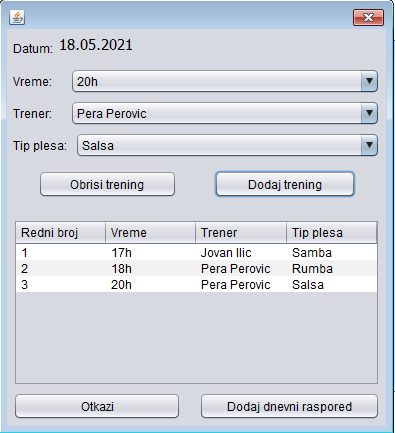 Datum: 18.05.2021
Vreme: 20h
Trener: Pera Perovic
Tip plesa: Salsa
Obrisi trening Dodaj trening
Redni broj Vreme Trener Tip plesa
1 17h Jovan Ilic Samba
2 18h Pera Perovic Rumba
3 20h Pera Perovic Salsa
Otkazi Dodaj dnevni raspored